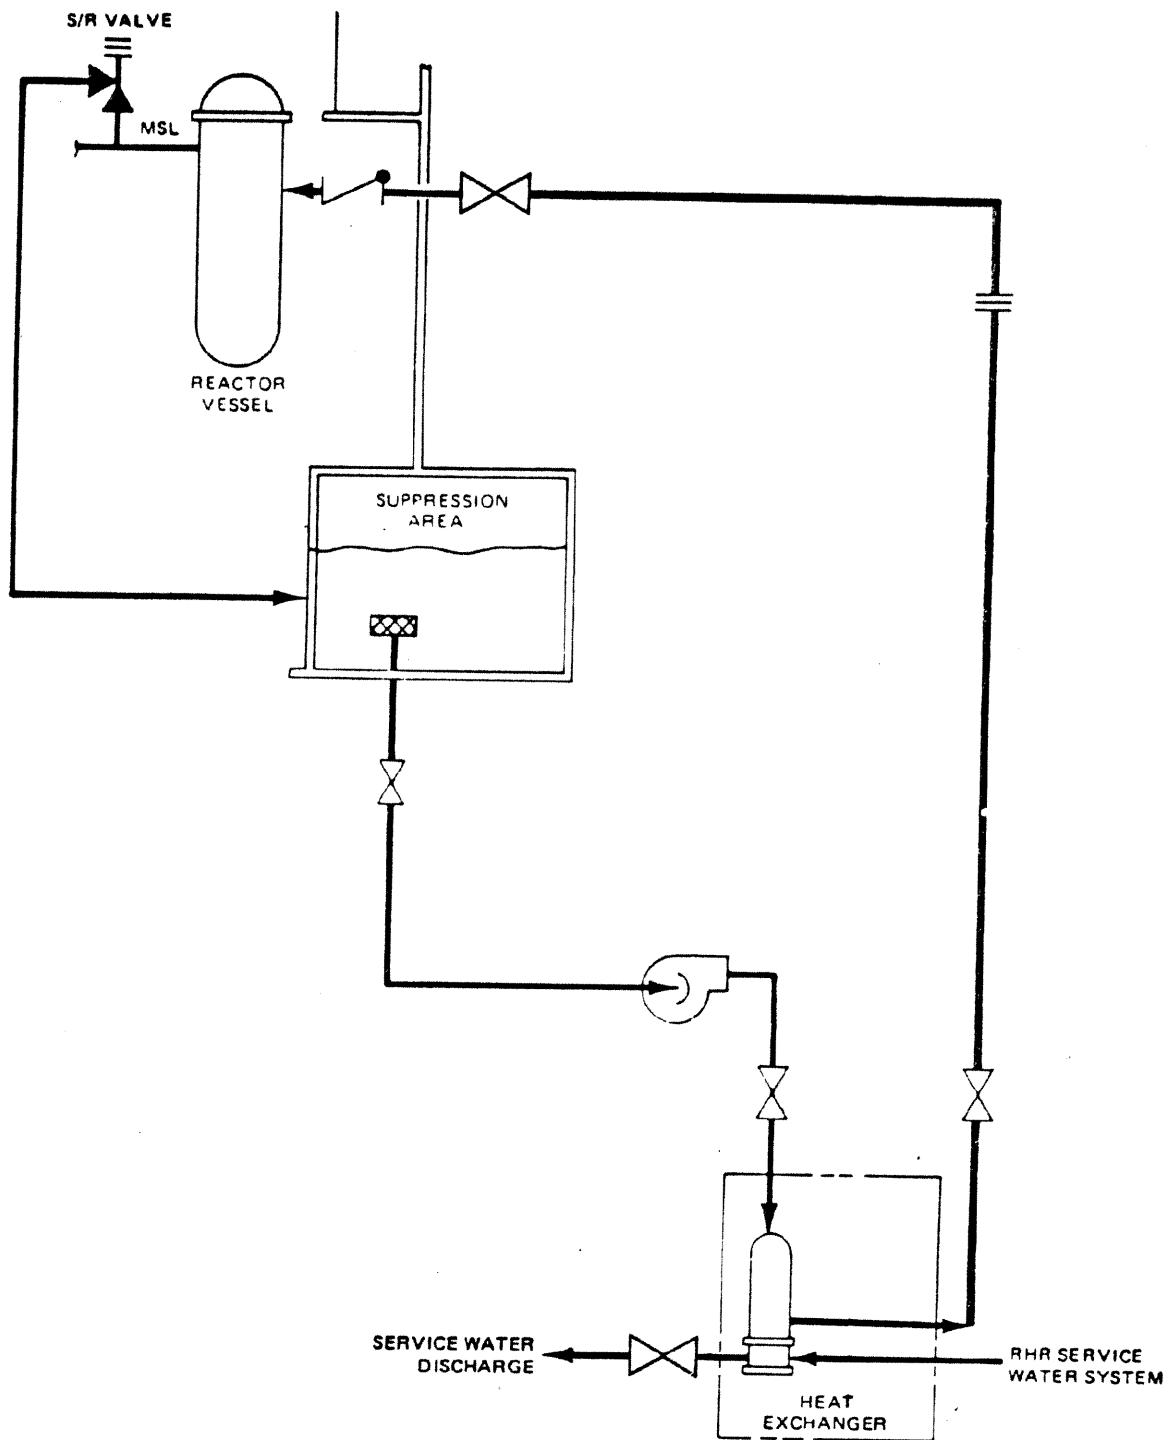 S/R VALVE
MSL
REACTOR
VESSEL
SUPPRESSION
AREA
SERVICE WATER
DISCHARGE
RHR SERVICE
WATER SYSTEM
HEAT
EXCHANGER